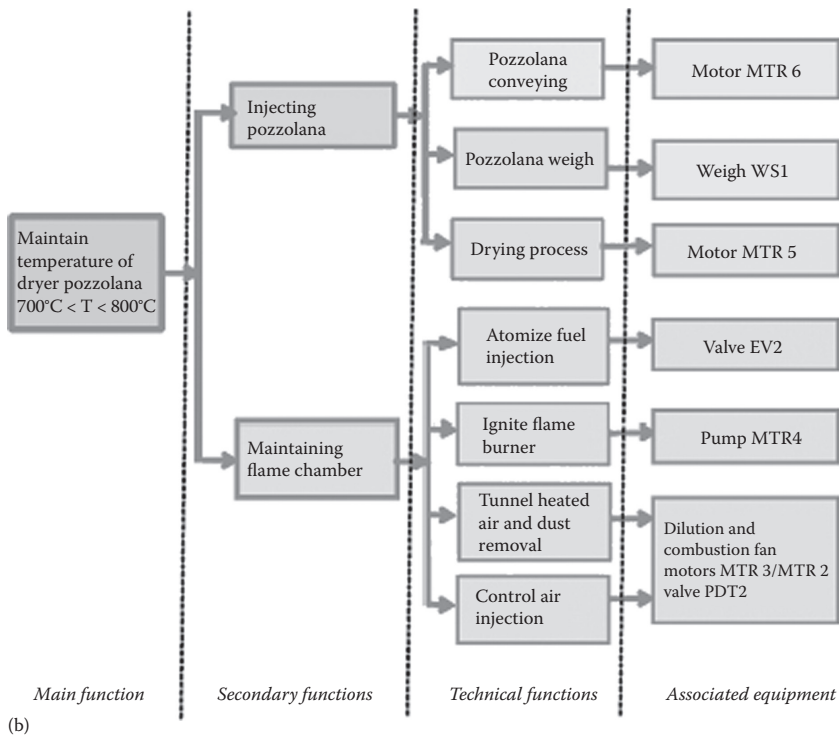 Maintain
temperature of
dryer pozzolana
700°C < T < 800°C
Injecting
pozzolana
Maintaining
flame chamber
Pozzolana
conveying
Pozzolana weigh
Drying process
Atomize fuel
injection
Ignite flame
burner
Tunnel heated
air and dust
removal
Control air
injection
Motor MTR 6
Weigh WS1
Motor MTR 5
Valve EV2
Pump MTR4
Dilution and
combustion fan
motors MTR 3/MTR 2
valve PDT2
Main function
Secondary functions
Technical functions
Associated equipment
(b)